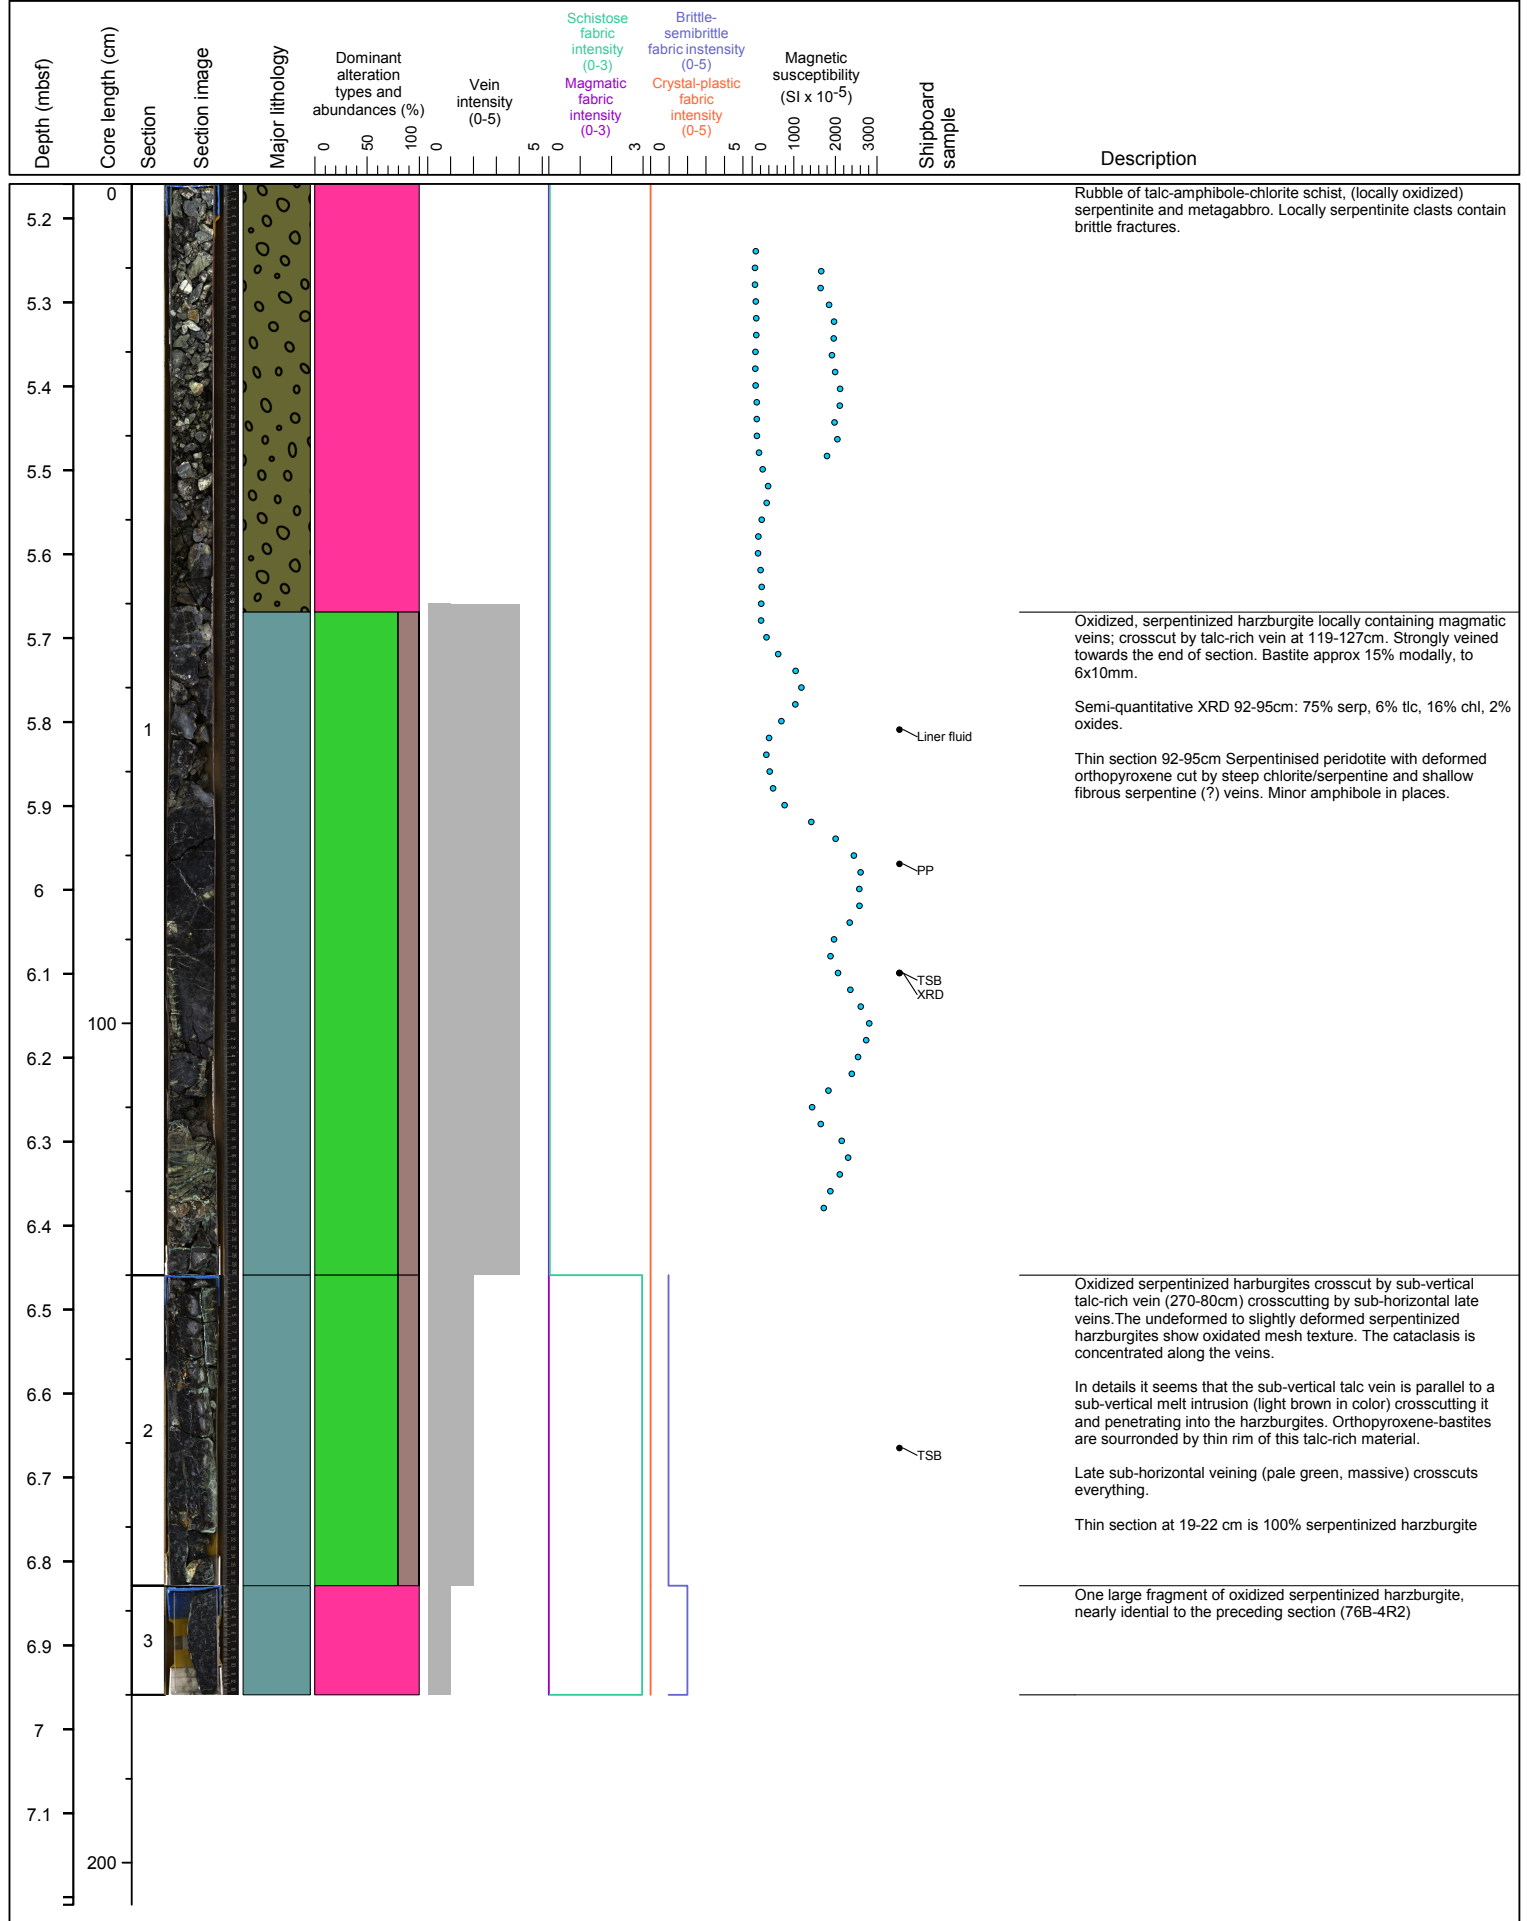 Depth (mbsf)
Core length (cm)
Section
Section image
Major lithology
Dominant
alteration
types and
abundances (%)
0
50
100
Vein
intensity
(0-5)
0
5
Schistose
fabric
intensity
(0-3)
Magmatic
fabric
intensity
(0-3)
0
3
Brittle-
semibrittle
fabric instensity
(0-5)
Crystal-plastic
fabric
intensity
(0-5)
0
5
Magnetic
susceptibility
(SI x 10-5)
0
1000
2000
3000
Shipboard
sample
Description
5.2
5.3
5.4
5.5
5.6
5.7
5.8
5.9
6
6.1
6.2
6.3
6.4
6.5
6.6
6.7
6.8
6.9
7
7.1
0
100
200
1
2
3
Liner fluid
PP
TSB
XRD
TSB
Rubble of talc-amphibole-chlorite schist, (locally oxidized)
serpentinite and metagabbro. Locally serpentinite clasts contain
brittle fractures.
Oxidized, serpentinized harzburgite locally containing magmatic
veins; crosscut by talc-rich vein at 119-127cm. Strongly veined
towards the end of section. Bastite approx 15% modally, to
6x10mm.
Semi-quantitative XRD 92-95cm: 75% serp, 6% tlc, 16% chl, 2%
oxides.
Thin section 92-95cm Serpentinised peridotite with deformed
orthopyroxene cut by steep chlorite/serpentine and shallow
fibrous serpentine (?) veins. Minor amphibole in places.
Oxidized serpentinized harburgites crosscut by sub-vertical
talc-rich vein (270-80cm) crosscutting by sub-horizontal late
veins.The undeformed to slightly deformed serpentinized
harzburgites show oxidated mesh texture. The cataclasis is
concentrated along the veins.
In details it seems that the sub-vertical talc vein is parallel to a
sub-vertical melt intrusion (light brown in color) crosscutting it
and penetrating into the harzburgites. Orthopyroxene-bastites
are sourronded by thin rim of this talc-rich material.
Late sub-horizontal veining (pale green, massive) crosscuts
everything.
Thin section at 19-22 cm is 100% serpentinized harzburgite
One large fragment of oxidized serpentinized harzburgite,
nearly idential to the preceding section (76B-4R2)